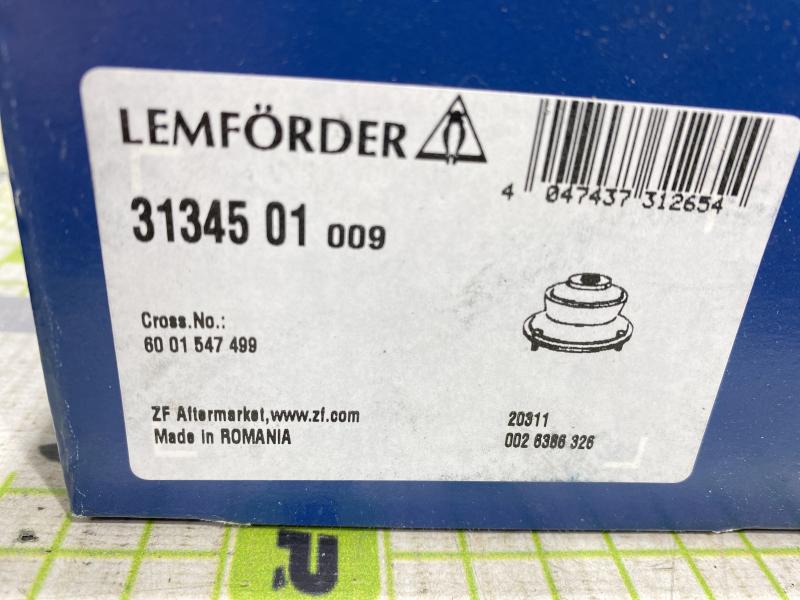 LEMFÖRDER
4 047437 312654
31345 01 009
Cross.No.:
60 01 547 499
ZF Aftermarket,www.zf.com
Made in ROMANIA
20311
002 6386 326